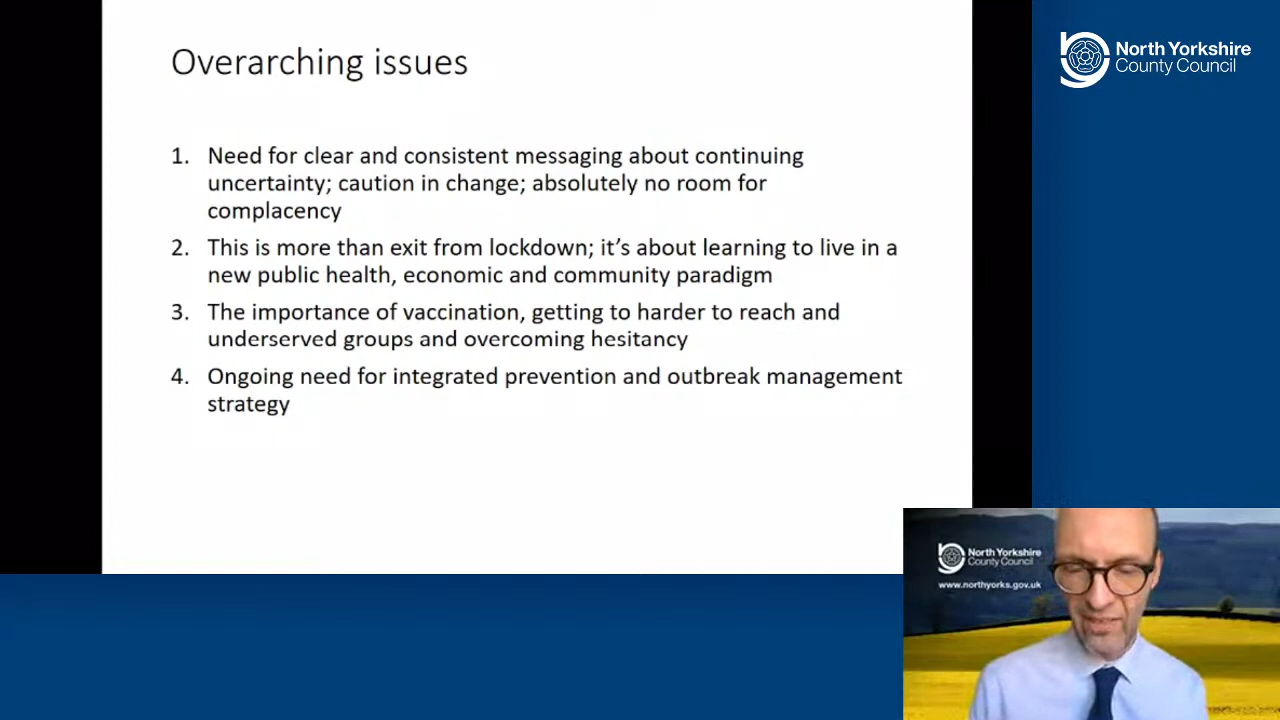 Overarching issues
North Yorkshire
County Council
1. Need for clear and consistent messaging about continuing
uncertainty; caution in change; absolutely no room for
complacency
2. This is more than exit from lockdown; it’s about learning to live in a
new public health, economic and community paradigm
3. The importance of vaccination, getting to harder to reach and
underserved groups and overcoming hesitancy
4. Ongoing need for integrated prevention and outbreak management
strategy
North Yorkshire
County Council
www.northyorks.gov.uk